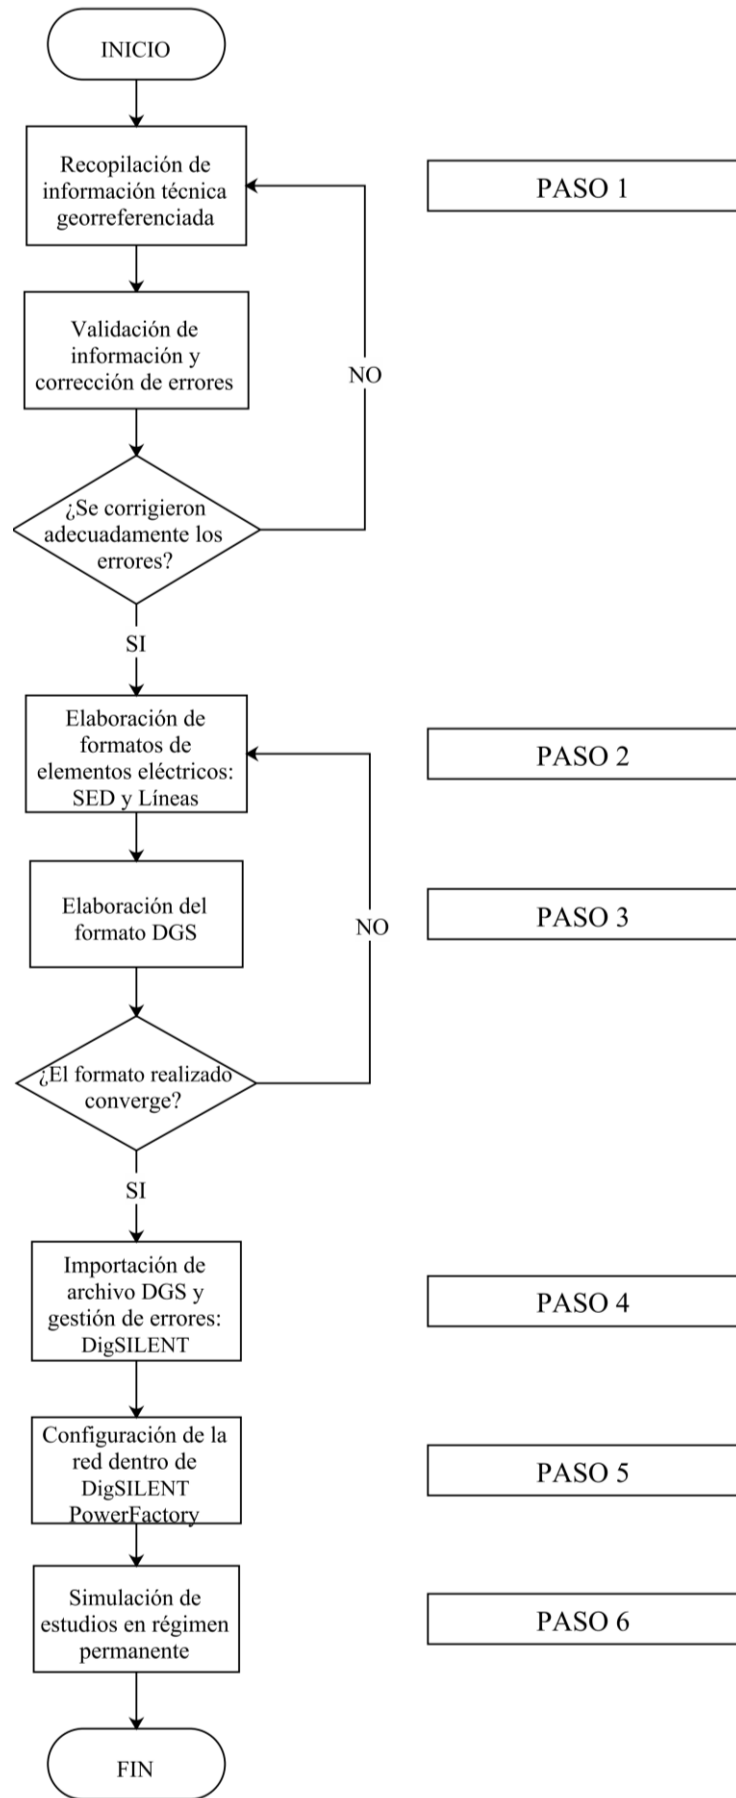 INICIO
Recopilación de
información técnica
georreferenciada
PASO 1
Validación de
información y
corrección de errores
NO
¿Se corrigieron
adecuadamente los
errores?
SI
Elaboración de
formatos de
elementos eléctricos:
SED y Líneas
PASO 2
Elaboración del
formato DGS
NO
PASO 3
¿El formato realizado
converge?
SI
Importación de
archivo DGS y
gestión de errores:
DigSILENT
PASO 4
Configuración de la
red dentro de
DigSILENT
PowerFactory
PASO 5
Simulación de
estudios en régimen
permanente
PASO 6
FIN